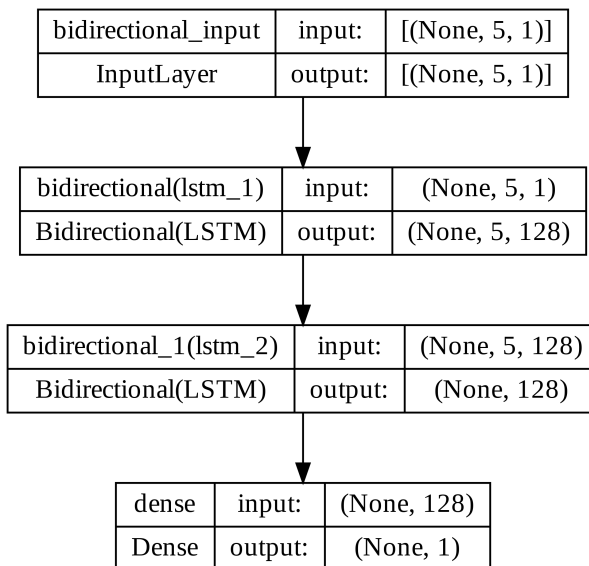 bidirectional_input input: [(None, 5, 1)]
InputLayer output: [(None, 5, 1)]
bidirectional(lstm_1) input: (None, 5, 1)
Bidirectional(LSTM) output: (None, 5, 128)
bidirectional_1(lstm_2) input: (None, 5, 128)
Bidirectional(LSTM) output: (None, 128)
dense input: (None, 128)
Dense output: (None, 1)